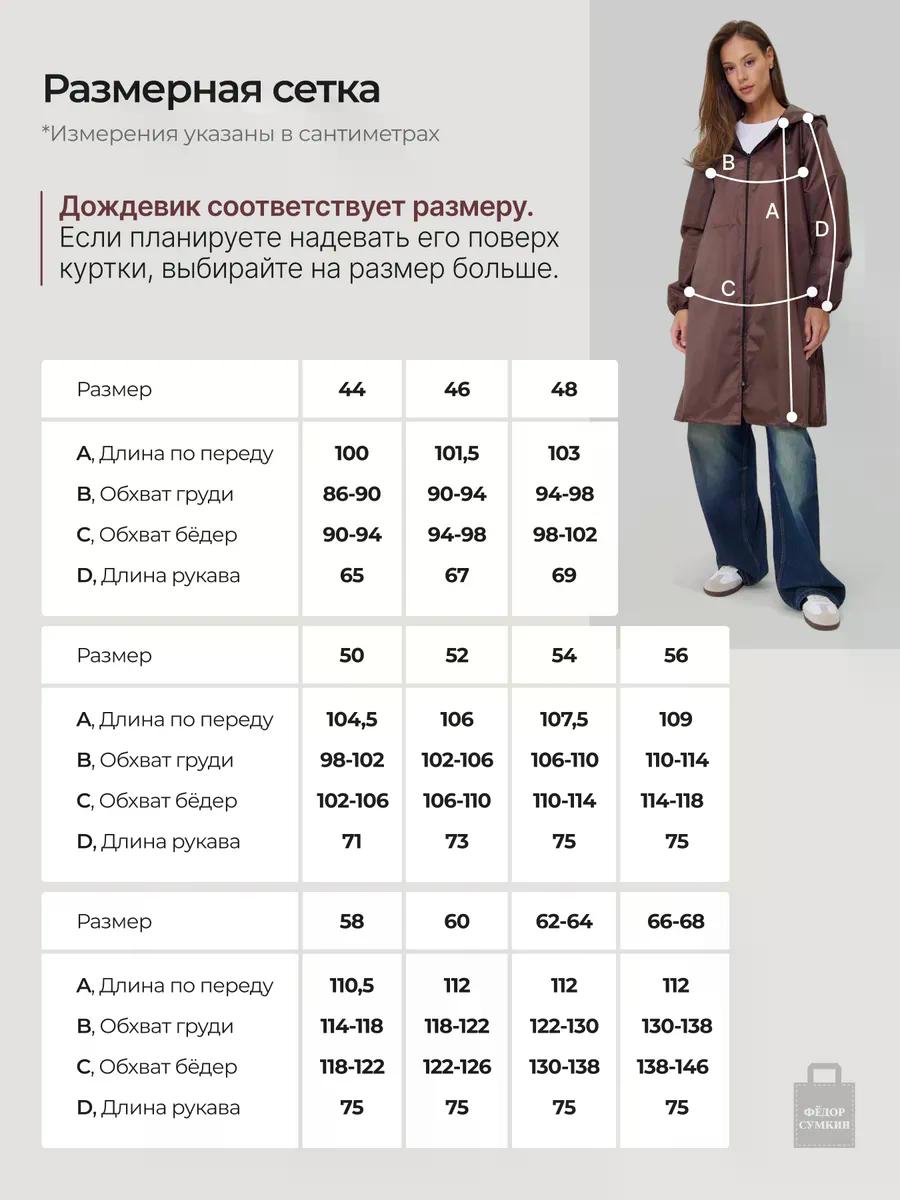 Размерная сетка
*Измерения указаны в сантиметрах
Дождевик соответствует размеру.
Если планируете надевать его поверх
куртки, выбирайте на размер больше.
B
A
D
C
Размер 44 46 48
A, Длина по переду 100 101,5 103
B, Обхват груди 86-90 90-94 94-98
C, Обхват бёдер 90-94 94-98 98-102
D, Длина рукава 65 67 69
Размер 50 52 54 56
A, Длина по переду 104,5 106 107,5 109
B, Обхват груди 98-102 102-106 106-110 110-114
C, Обхват бёдер 102-106 106-110 110-114 114-118
D, Длина рукава 71 73 75 75
Размер 58 60 62-64 66-68
A, Длина по переду 110,5 112 112 112
B, Обхват груди 114-118 118-122 122-130 130-138
C, Обхват бёдер 118-122 122-126 130-138 138-146
D, Длина рукава 75 75 75 75
ФЁДОР
СУМКИН